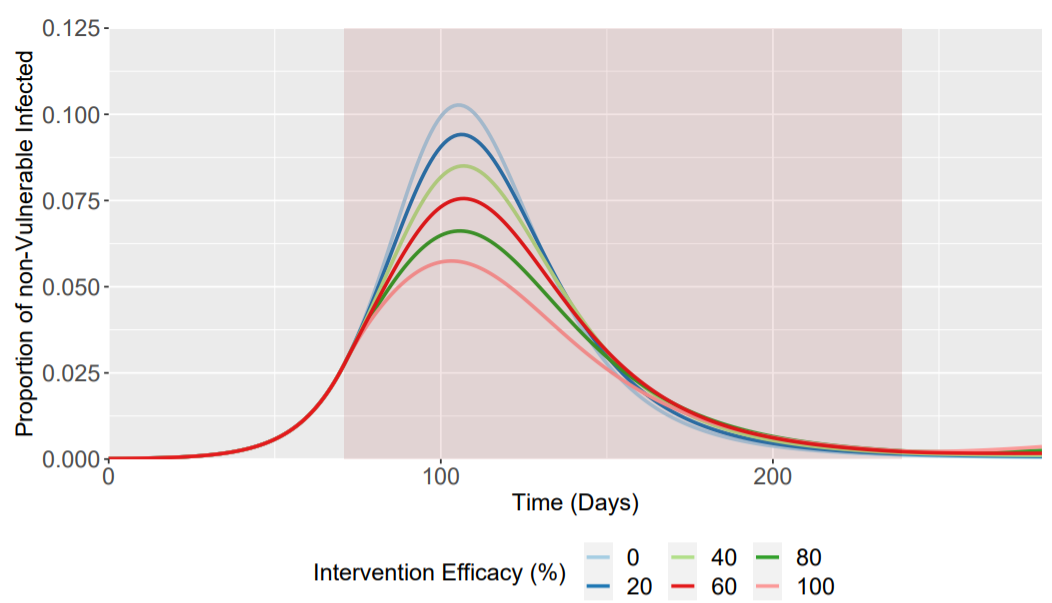 Proportion of non-Vulnerable Infected
0.125
0.100
0.075
0.050
0.025
0.000
0 100 200
Time (Days)
Intervention Efficacy (%)
0 40 80
20 60 100